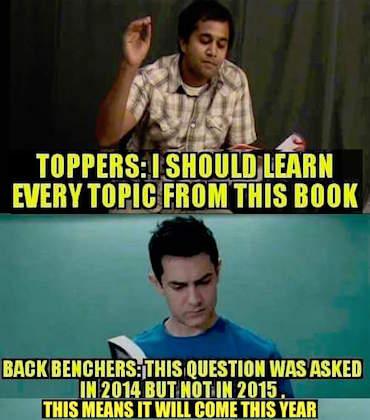 TOPPERS: I SHOULD LEARN
EVERY TOPIC FROM THIS BOOK
BACK BENCHERS: THIS QUESTION WAS ASKED
IN 2014 BUT NOT IN 2015.
THIS MEANS IT WILL COME THIS YEAR